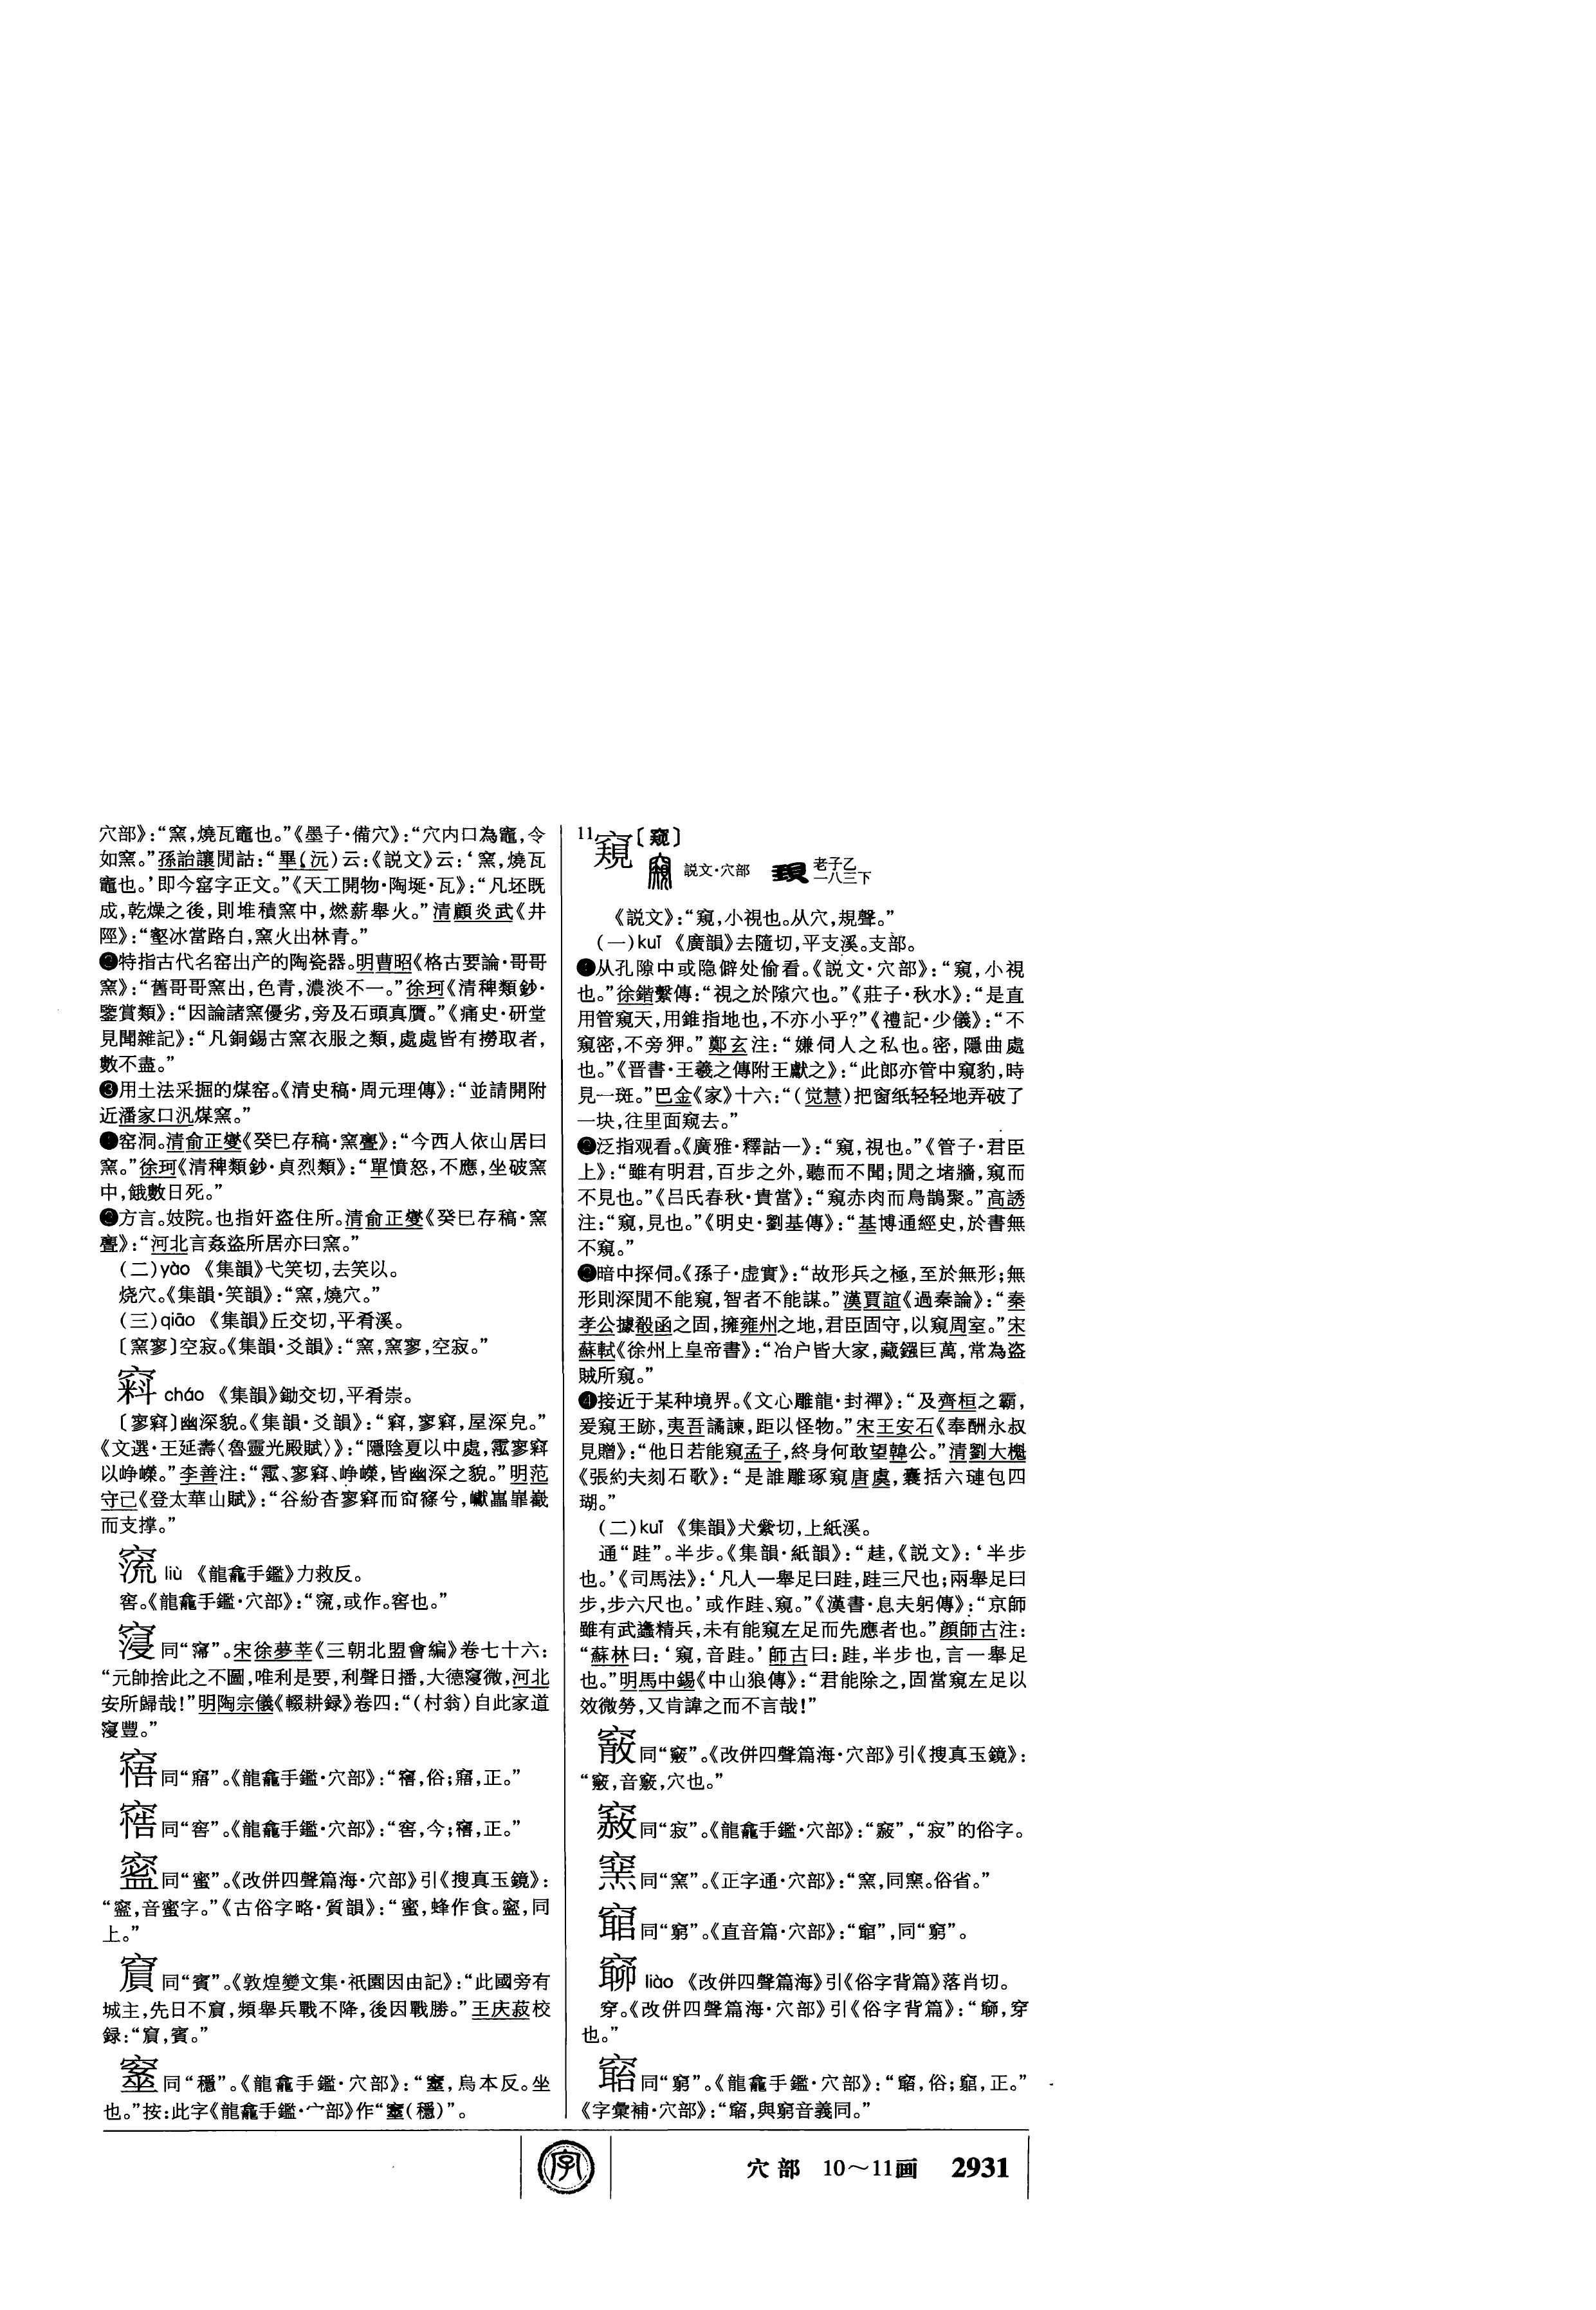 穴部》：“窯，燒瓦竈也。”《墨子·備穴》：“穴内口為竈，令
如窯。”孫詒讓閒詁：“畢（沅）云：《説文》云：‘窯，燒瓦
竈也。’即今窑字正文。”《天工開物·陶埏·瓦》：“凡坯既
成，乾燥之後，則堆積窯中，燃薪舉火。”清顧炎武《井
陘》：“壑冰當路白，窯火出林青。”
❷特指古代名窑出产的陶瓷器。明曹昭《格古要論·哥哥
窯》：“舊哥哥窯出，色青，濃淡不一。”徐珂《清稗類鈔·
鑒賞類》：“因論諸窯優劣，旁及石頭真贋。”《痛史·研堂
見聞雜記》：“凡銅錫古窯衣服之類，處處皆有撈取者，
數不盡。”
❸用土法采掘的煤窑。《清史稿·周元理傳》：“並請開附
近潘家口汛煤窯。”
❹窑洞。清俞正燮《癸巳存稿·窯》：“今西人依山居曰
窯。”徐珂《清稗類鈔·貞烈類》：“單憤怒，不應，坐破窯
中，餓數日死。”
方言。妓院。也指奸盗住所。清俞正燮《癸巳存稿·窯
》：“河北言姦盜所居亦曰窯。”
（二）yào 《集韻》弋笑切，去笑以。
烧穴。《集韻·笑韻》：“窯，燒穴。”
（三）qiāo 《集韻》丘交切，平肴溪。
〔窯寥〕空寂。《集韻·爻韻》：“窯，窯寥，空寂。”
䆶 cháo 《集韻》鋤交切，平肴崇。
〔寥䆶〕幽深貌。《集韻·爻韻》：“䆶，寥䆶，屋深皃。”
《文選·王延壽〈魯靈光殿賦〉》：“隱陰夏以中處，霐寥䆶
以崢嶸。”李善注：“霐、寥䆶、崢嶸，皆幽深之貌。”明范
守己《登太華山賦》：“谷紛杳寥䆶而窱兮，
而支撑。”
liù 《龍龕手鑑》力救反。
窖。《龍龕手鑑·穴部》：“，或作。窖也。”
同“寖”。宋徐夢莘《三朝北盟會編》卷七十六：
“元帥捨此之不圖，唯利是要，利聲日播，大德微，河北
安所歸哉！”明陶宗儀《輟耕録》卷四：“（村翁）自此家道
豐。”
同“寤”。《龍龕手鑑·穴部》：“，俗；，正。”
同“窖”。《龍龕手鑑·穴部》：“窖，今；，正。”
同“蜜”。《改併四聲篇海·穴部》引《搜真玉鏡》：
“，音蜜字。”《古俗字略·質韻》：“蜜，蜂作食。，同
上。”
同“賓”。《敦煌變文集·祇園因由記》：“此國旁有
城主，先日不，頻舉兵戰不降，後因戰勝。”王庆菽校
録：“，賓。”
同“穩”。《龍龕手鑑·穴部》：“，烏本反。坐
也。”按：此字《龍龕手鑑·宀部》作“（穩）”。
11 窺〔窥〕
説文·穴部 老子乙一八三下
《説文》：“窺，小視也。从穴，規聲。”
（一）kuī 《廣韻》去隨切，平支溪。支部。
❶从孔隙中或隐僻处偷看。《説文·穴部》：“窺，小視
也。”徐鍇繫傳：“視之於隙穴也。”《莊子·秋水》：“是直
用管窺天，用錐指地也，不亦小乎？”《禮記·少儀》：“不
窺密，不旁狎。”鄭玄注：“嫌伺人之私也。密，隱曲處
也。”《晋書·王羲之傳附王獻之》：“此郎亦管中窺豹，時
見一斑。”巴金《家》十六：“（觉慧）把窗纸轻轻地弄破了
一块，往里面窥去。”
❷泛指观看。《廣雅·釋詁一》：“窺，視也。”《管子·君臣
上》：“雖有明君，百步之外，聽而不聞；閒之堵牆，窺而
不見也。”《吕氏春秋·貴當》：“窺赤肉而烏鵲聚。”高誘
注：“窺，見也。”《明史·劉基傳》：“基博通經史，於書無
不窺。”
暗中探伺。《孫子·虚實》：“故形兵之極，至於無形；無
形則深閒不能窺，智者不能謀。”漢賈誼《過秦論》：“秦
孝公據殽函之固，擁雍州之地，君臣固守，以窺周室。”宋
蘇軾《徐州上皇帝書》：“冶户皆大家，藏鏹巨萬，常為盜
賊所窺。”
❹接近于某种境界。《文心雕龍·封禪》：“及齊桓之霸，
爰窺王跡，夷吾譎諫，距以怪物。”宋王安石《奉酬永叔
見贈》：“他日若能窺孟子，終身何敢望韓公。”清劉大櫆
《張約夫刻石歌》：“是誰雕琢窺唐虞，囊括六璉包四
瑚。”
（二）kuǐ 《集韻》犬縈切，上紙溪。
通“跬”。半步。《集韻·紙韻》：“䞨，《説文》：‘半步
也。’《司馬法》：‘凡人一舉足曰跬，跬三尺也；兩舉足曰
步，步六尺也。’或作跬、窺。”《漢書·息夫躬傳》：“京師
雖有武蠭精兵，未有能窺左足而先應者也。”顔師古注：
“蘇林曰：‘窺，音跬。’師古曰：跬，半步也，言一舉足
也。”明馬中錫《中山狼傳》：“君能除之，固當窺左足以
效微勞，又肯諱之而不言哉！”
同“竅”。《改併四聲篇海·穴部》引《搜真玉鏡》：
“，音竅，穴也。”
同“寂”。《龍龕手鑑·穴部》：“”，“寂”的俗字。
窯同“窯”。《正字通·穴部》：“窯，同窯。俗省。”
同“窮”。《直音篇·穴部》：“”，同“窮”。
liào 《改併四聲篇海》引《俗字背篇》落肖切。
穿。《改併四聲篇海·穴部》引《俗字背篇》：“，穿
也。”
同“窮”。《龍龕手鑑·穴部》：“，俗；，正。”
《字彙補·穴部》：“，與窮音義同。”
字
穴部 10～11画 2931